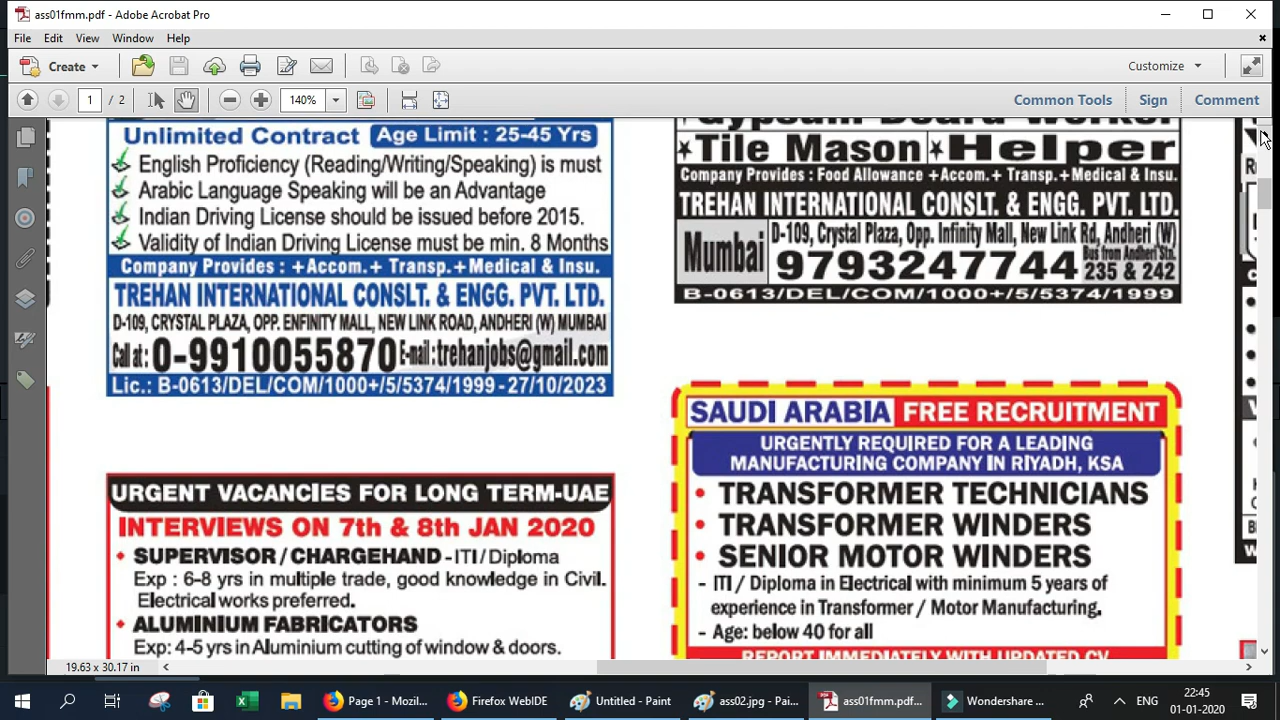 ass01fmm.pdf - Adobe Acrobat Pro
File Edit View Window Help
Create Customize
1 / 2 140% Common Tools Sign Comment
Unlimited Contract Age Limit : 25-45 Yrs
English Proficiency (Reading/Writing/Speaking) is must
Arabic Language Speaking will be an Advantage
Indian Driving License should be issued before 2015.
Validity of Indian Driving License must be min. 8 Months
Company Provides : +Accom.+ Transp.+Medical & Insu.
TREHAN INTERNATIONAL CONSLT. & ENGG. PVT. LTD.
D-109, CRYSTAL PLAZA, OPP. ENFINITY MALL, NEW LINK ROAD, ANDHERI (W) MUMBAI
Call at : 0-9910055870 E-mail : trehanjobs@gmail.com
Lic.: B-0613/DEL/COM/1000+/5/5374/1999 - 27/10/2023
URGENT VACANCIES FOR LONG TERM-UAE
INTERVIEWS ON 7th & 8th JAN 2020
• SUPERVISOR / CHARGEHAND - ITI / Diploma
Exp : 6-8 yrs in multiple trade, good knowledge in Civil.
Electrical works preferred.
• ALUMINIUM FABRICATORS
Exp: 4-5 yrs in Aluminium cutting of window & doors.
Gypsum Board Worker
★Tile Mason ★Helper
Company Provides : Food Allowance +Accom.+ Transp.+Medical & Insu.
TREHAN INTERNATIONAL CONSLT. & ENGG. PVT. LTD.
Mumbai D-109, Crystal Plaza, Opp. Infinity Mall, New Link Rd, Andheri (W)
9793247744 Bus from Andheri Stn.
235 & 242
B-0613/DEL/COM/1000+/5/5374/1999
SAUDI ARABIA FREE RECRUITMENT
URGENTLY REQUIRED FOR A LEADING
MANUFACTURING COMPANY IN RIYADH, KSA
• TRANSFORMER TECHNICIANS
• TRANSFORMER WINDERS
• SENIOR MOTOR WINDERS
- ITI / Diploma in Electrical with minimum 5 years of
experience in Transformer / Motor Manufacturing.
- Age: below 40 for all
REPORT IMMEDIATELY WITH UPDATED CV
19.63 x 30.17 in
Page 1 - Mozil... Firefox WebIDE Untitled - Paint ass02.jpg - Pai... ass01fmm.pdf... Wondershare ... ENG 22:45
01-01-2020